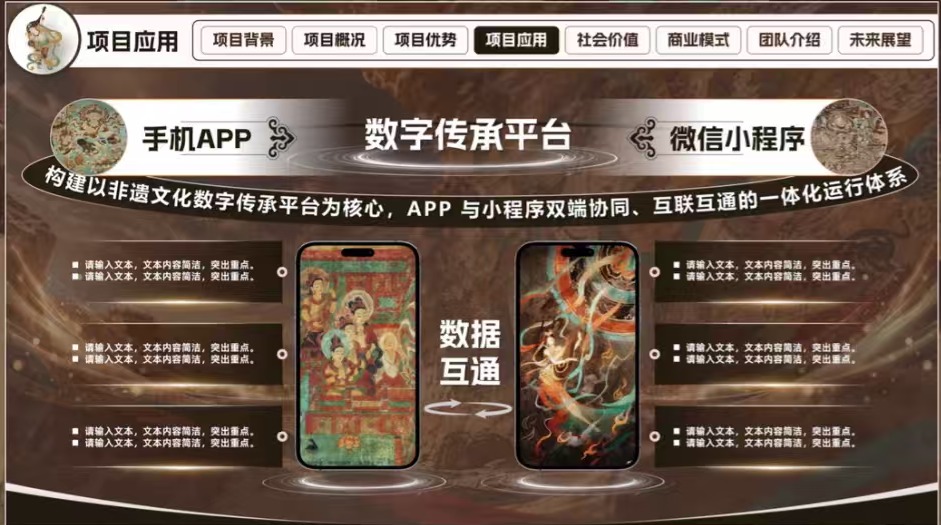 项目应用
项目背景
项目概况
项目优势
项目应用
社会价值
商业模式
团队介绍
未来展望
手机APP
数字传承平台
微信小程序
构建以非遗文化数字传承平台为核心，APP 与小程序双端协同、互联互通的一体化运行体系
■ 请输入文本，文本内容简洁，突出重点。
■ 请输入文本，文本内容简洁，突出重点。
■ 请输入文本，文本内容简洁，突出重点。
■ 请输入文本，文本内容简洁，突出重点。
■ 请输入文本，文本内容简洁，突出重点。
■ 请输入文本，文本内容简洁，突出重点。
数据
互通
■ 请输入文本，文本内容简洁，突出重点。
■ 请输入文本，文本内容简洁，突出重点。
■ 请输入文本，文本内容简洁，突出重点。
■ 请输入文本，文本内容简洁，突出重点。
■ 请输入文本，文本内容简洁，突出重点。
■ 请输入文本，文本内容简洁，突出重点。